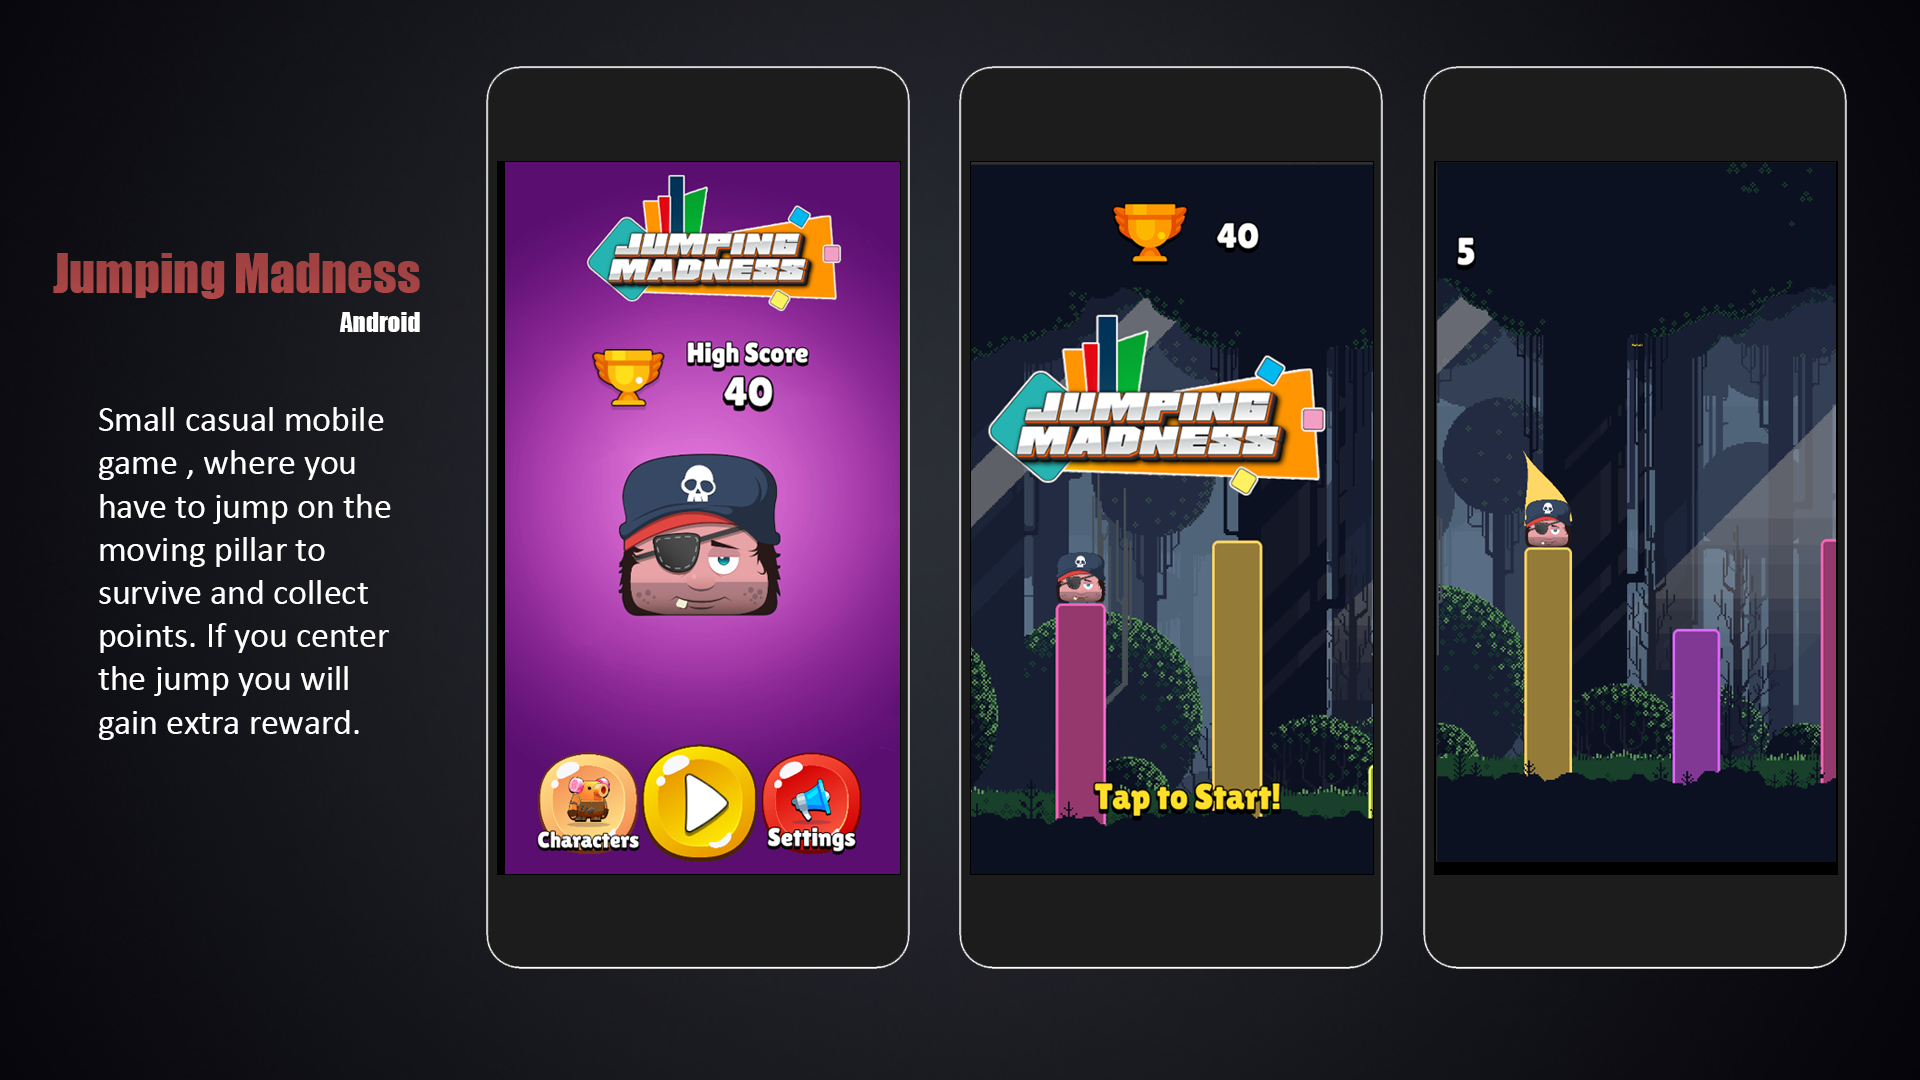 Jumping Madness
Android
Small casual mobile
game , where you
have to jump on the
moving pillar to
survive and collect
points. If you center
the jump you will
gain extra reward.
JUMPING
MADNESS
High Score
40
Characters
Settings
40
JUMPING
MADNESS
Tap to Start!
5